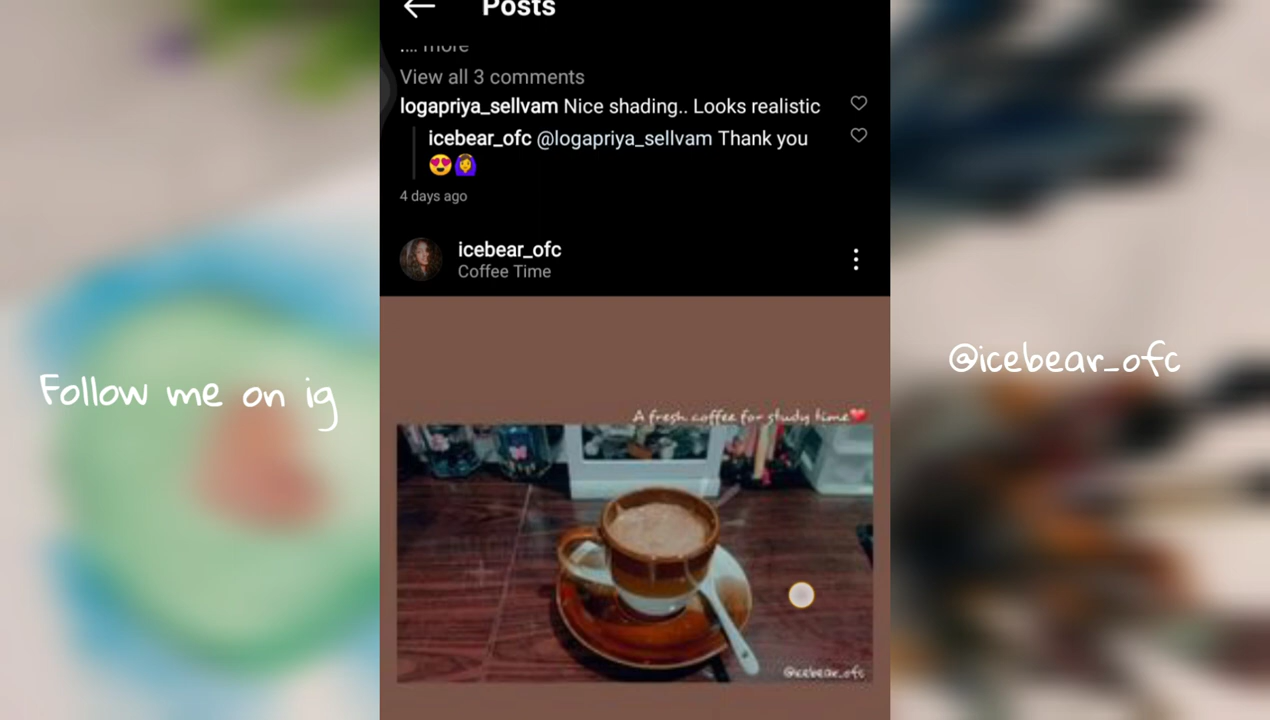 Posts
.... more
View all 3 comments
logapriya_sellvam Nice shading.. Looks realistic
icebear_ofc @logapriya_sellvam Thank you
😍🙆‍♀️
4 days ago
icebear_ofc
Coffee Time
Follow me on ig
@icebear_ofc
A fresh coffee for study time❤️
@icebear_ofc